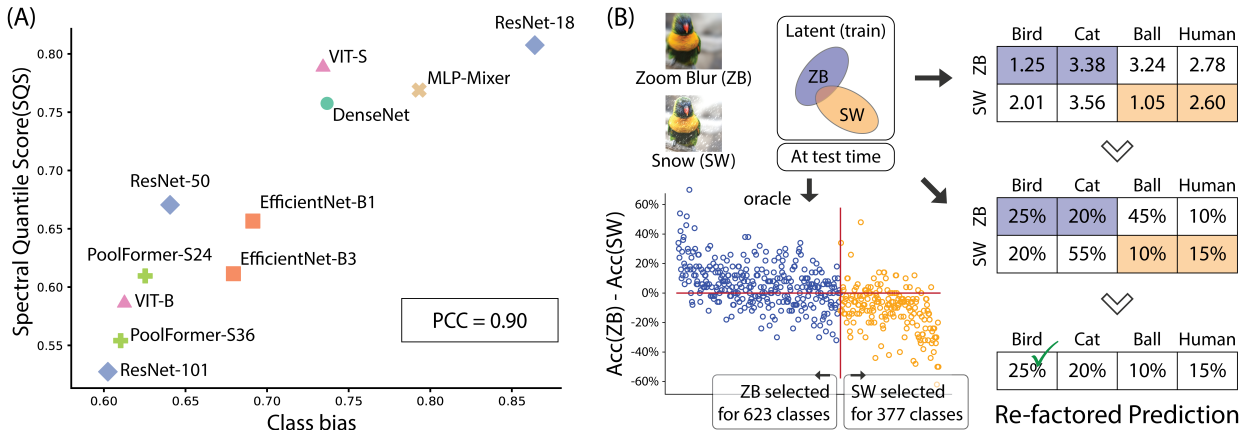 (A)
Spectral Quantile Score(SQS)
0.80
0.75
0.70
0.65
0.60
0.55
ResNet-18
VIT-S
MLP-Mixer
DenseNet
ResNet-50
EfficientNet-B1
PoolFormer-S24
EfficientNet-B3
VIT-B
PoolFormer-S36
ResNet-101
PCC = 0.90
0.60 0.65 0.70 0.75 0.80 0.85
Class bias
(B)
Zoom Blur (ZB)
Snow (SW)
Latent (train)
ZB
SW
At test time
oracle
Acc(ZB) - Acc(SW)
60%
40%
20%
0%
-20%
-40%
-60%
ZB selected
for 623 classes
SW selected
for 377 classes
Bird Cat Ball Human
ZB 1.25 3.38 3.24 2.78
SW 2.01 3.56 1.05 2.60
Bird Cat Ball Human
ZB 25% 20% 45% 10%
SW 20% 55% 10% 15%
Bird Cat Ball Human
25% 20% 10% 15%
Re-factored Prediction